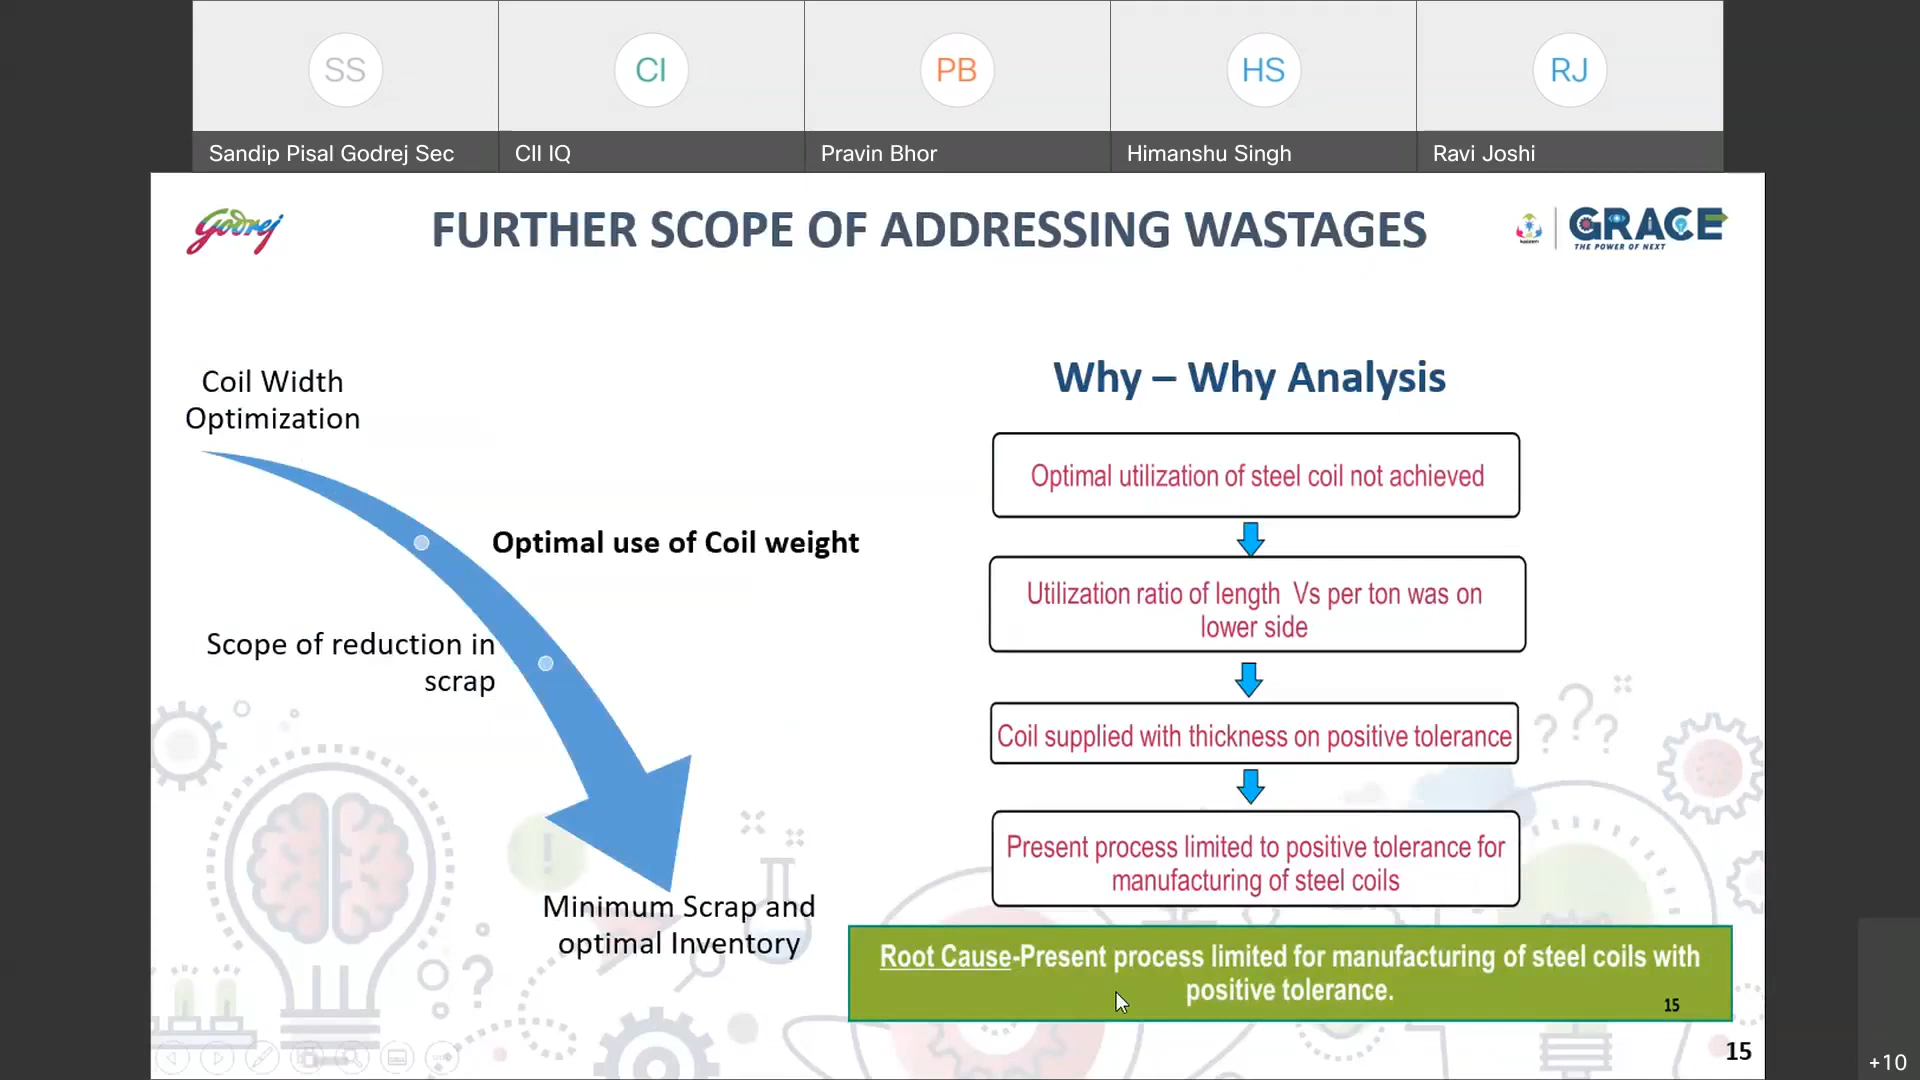 SS
CI
PB
HS
RJ
Sandip Pisal Godrej Sec
CII IQ
Pravin Bhor
Himanshu Singh
Ravi Joshi
Godrej
FURTHER SCOPE OF ADDRESSING WASTAGES
kaizen
GRACE
THE POWER OF NEXT
Coil Width
Optimization
Optimal use of Coil weight
Scope of reduction in
scrap
Minimum Scrap and
optimal Inventory
Why – Why Analysis
Optimal utilization of steel coil not achieved
Utilization ratio of length Vs per ton was on
lower side
Coil supplied with thickness on positive tolerance
Present process limited to positive tolerance for
manufacturing of steel coils
Root Cause-Present process limited for manufacturing of steel coils with
positive tolerance.
15
15
+10